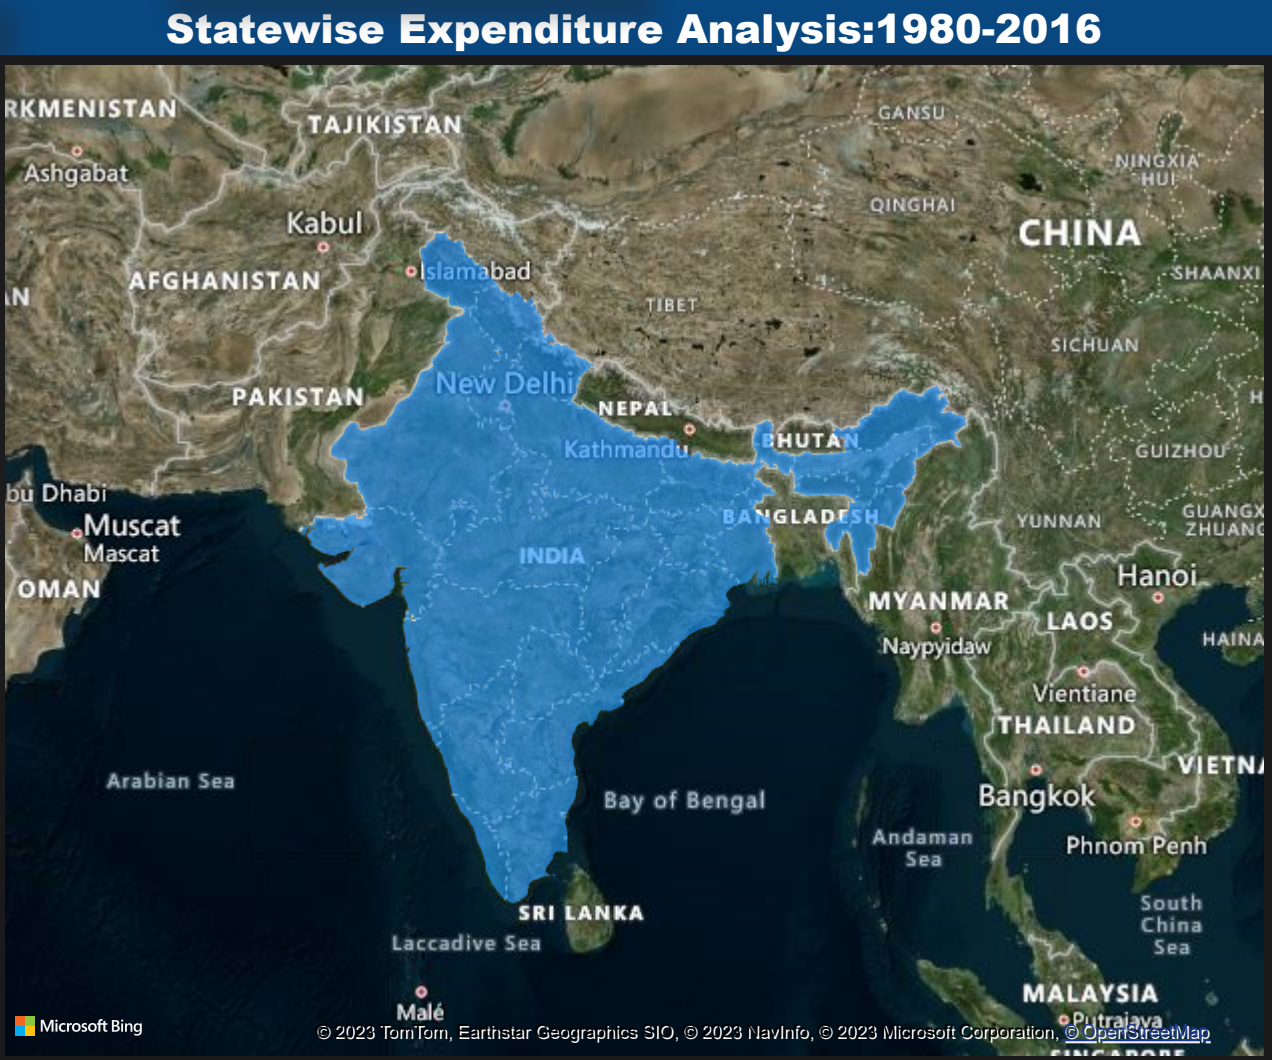 Statewise Expenditure Analysis:1980-2016
RKMENISTAN
TAJIKISTAN
GANSU
Ashgabat
NINGXIA
HUI
QINGHAI
Kabul
CHINA
AFGHANISTAN
Islamabad
SHAANXI
AN
TIBET
SICHUAN
New Delhi
PAKISTAN
NEPAL
H
BHUTAN
Kathmandu
GUIZHOU
bu Dhabi
BANGLADESH
GUANGX
ZHUANG
YUNNAN
Muscat
Mascat
INDIA
OMAN
Hanoi
MYANMAR
LAOS
Naypyidaw
HAINA
Vientiane
THAILAND
VIETNA
Arabian Sea
Bay of Bengal
Bangkok
Andaman
Sea
Phnom Penh
SRI LANKA
South
China
Sea
Laccadive Sea
MALAYSIA
Malé
Putrajaya
Microsoft Bing
© 2023 TomTom, Earthstar Geographics SIO, © 2023 NavInfo, © 2023 Microsoft Corporation, © OpenStreetMap
SINGAPORE